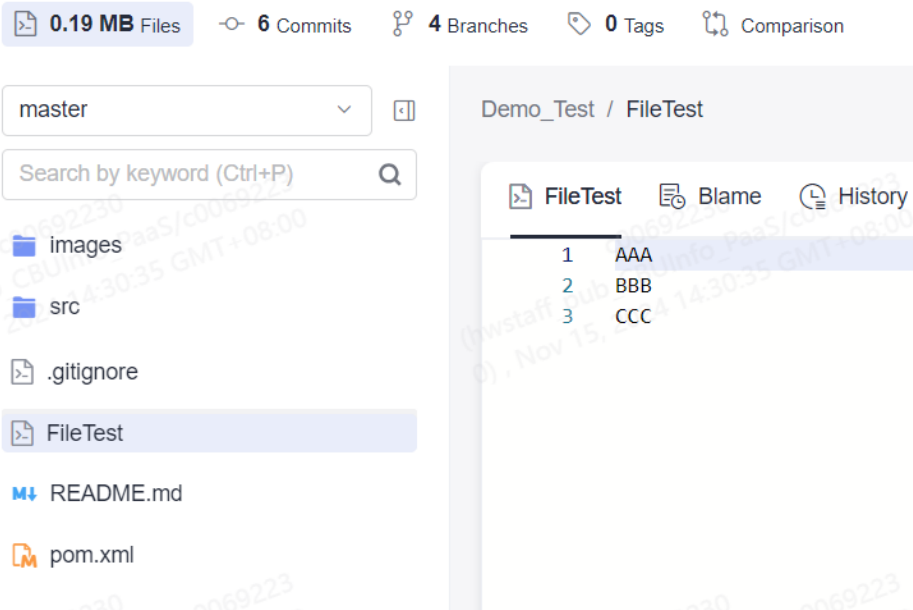 0.19 MB Files 6 Commits 4 Branches 0 Tags Comparison
master
Search by keyword (Ctrl+P)
images
src
.gitignore
FileTest
README.md
pom.xml
Demo_Test / FileTest
FileTest Blame History
1 AAA
2 BBB
3 CCC